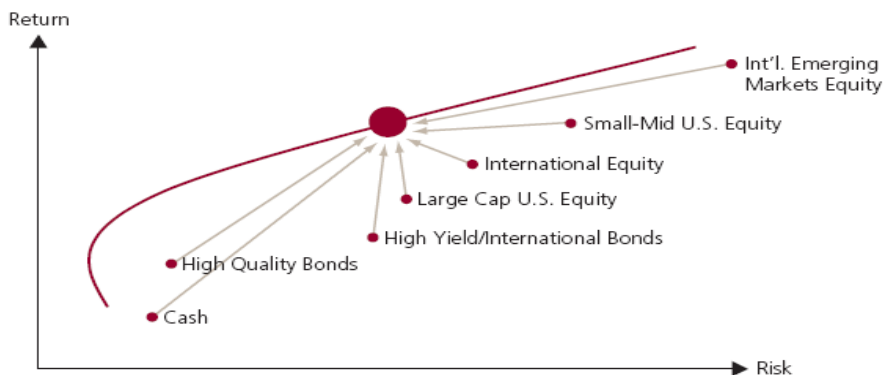 Return
Int'l. Emerging
Markets Equity
Small-Mid U.S. Equity
International Equity
Large Cap U.S. Equity
High Yield/International Bonds
High Quality Bonds
Cash
Risk